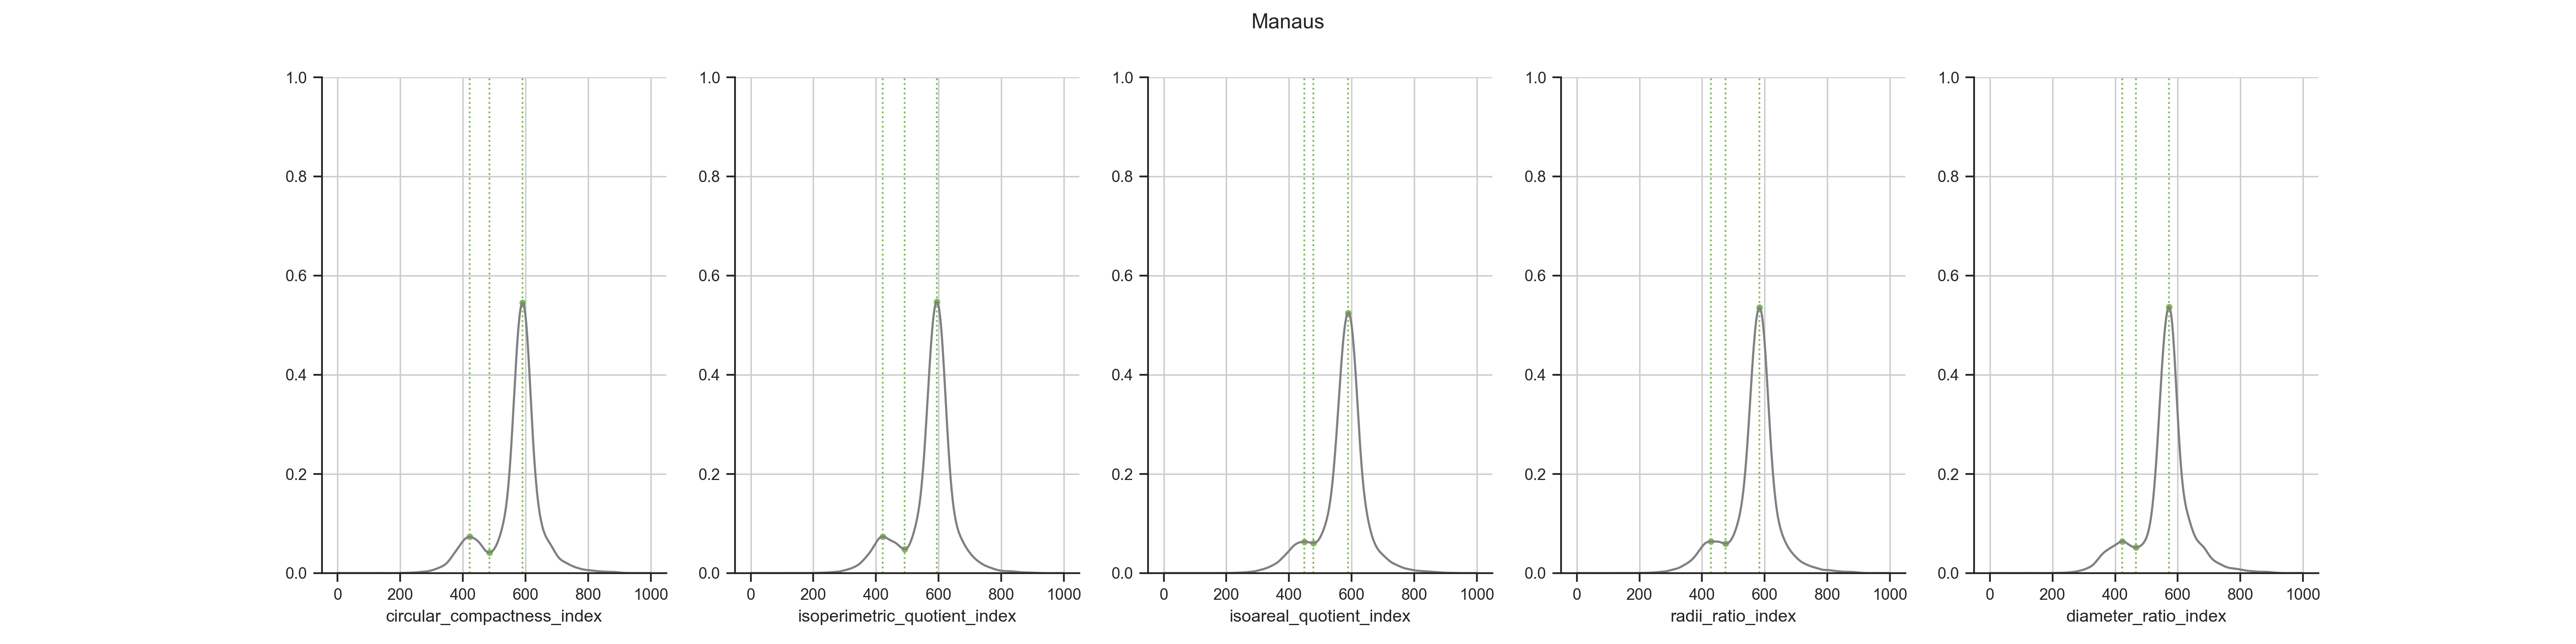 Manaus
1.0 1.0 1.0 1.0 1.0
0.8 0.8 0.8 0.8 0.8
0.6 0.6 0.6 0.6 0.6
0.4 0.4 0.4 0.4 0.4
0.2 0.2 0.2 0.2 0.2
0.0 0.0 0.0 0.0 0.0
0 200 400 600 800 1000 0 200 400 600 800 1000 0 200 400 600 800 1000 0 200 400 600 800 1000 0 200 400 600 800 1000
circular_compactness_index isoperimetric_quotient_index isoareal_quotient_index radii_ratio_index diameter_ratio_index